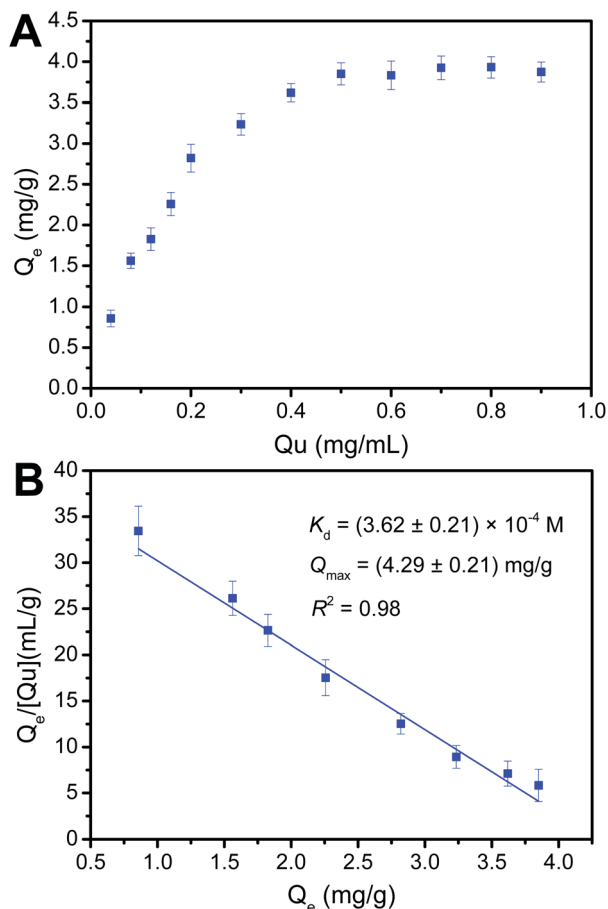 A
4.5
4.0
3.5
3.0
2.5
2.0
1.5
1.0
0.5
0.0
Qe (mg/g)
0.0 0.2 0.4 0.6 0.8 1.0
Qu (mg/mL)
B
40
35
30
25
20
15
10
5
0
Qe/[Qu](mL/g)
Kd = (3.62 ± 0.21) × 10⁻⁴ M
Qmax = (4.29 ± 0.21) mg/g
R² = 0.98
0.5 1.0 1.5 2.0 2.5 3.0 3.5 4.0
Qe (mg/g)